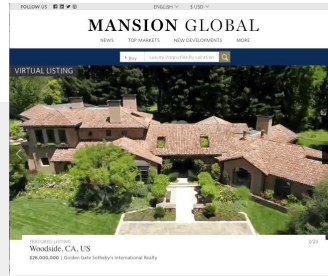 FOLLOW US
ENGLISH
$ USD
MANSION GLOBAL
NEWS TOP MARKETS NEW DEVELOPMENTS MORE
Buy
VIRTUAL LISTING
FEATURED LISTING
Woodside, CA, US
$26,000,000 | Golden Gate Sotheby's International Realty